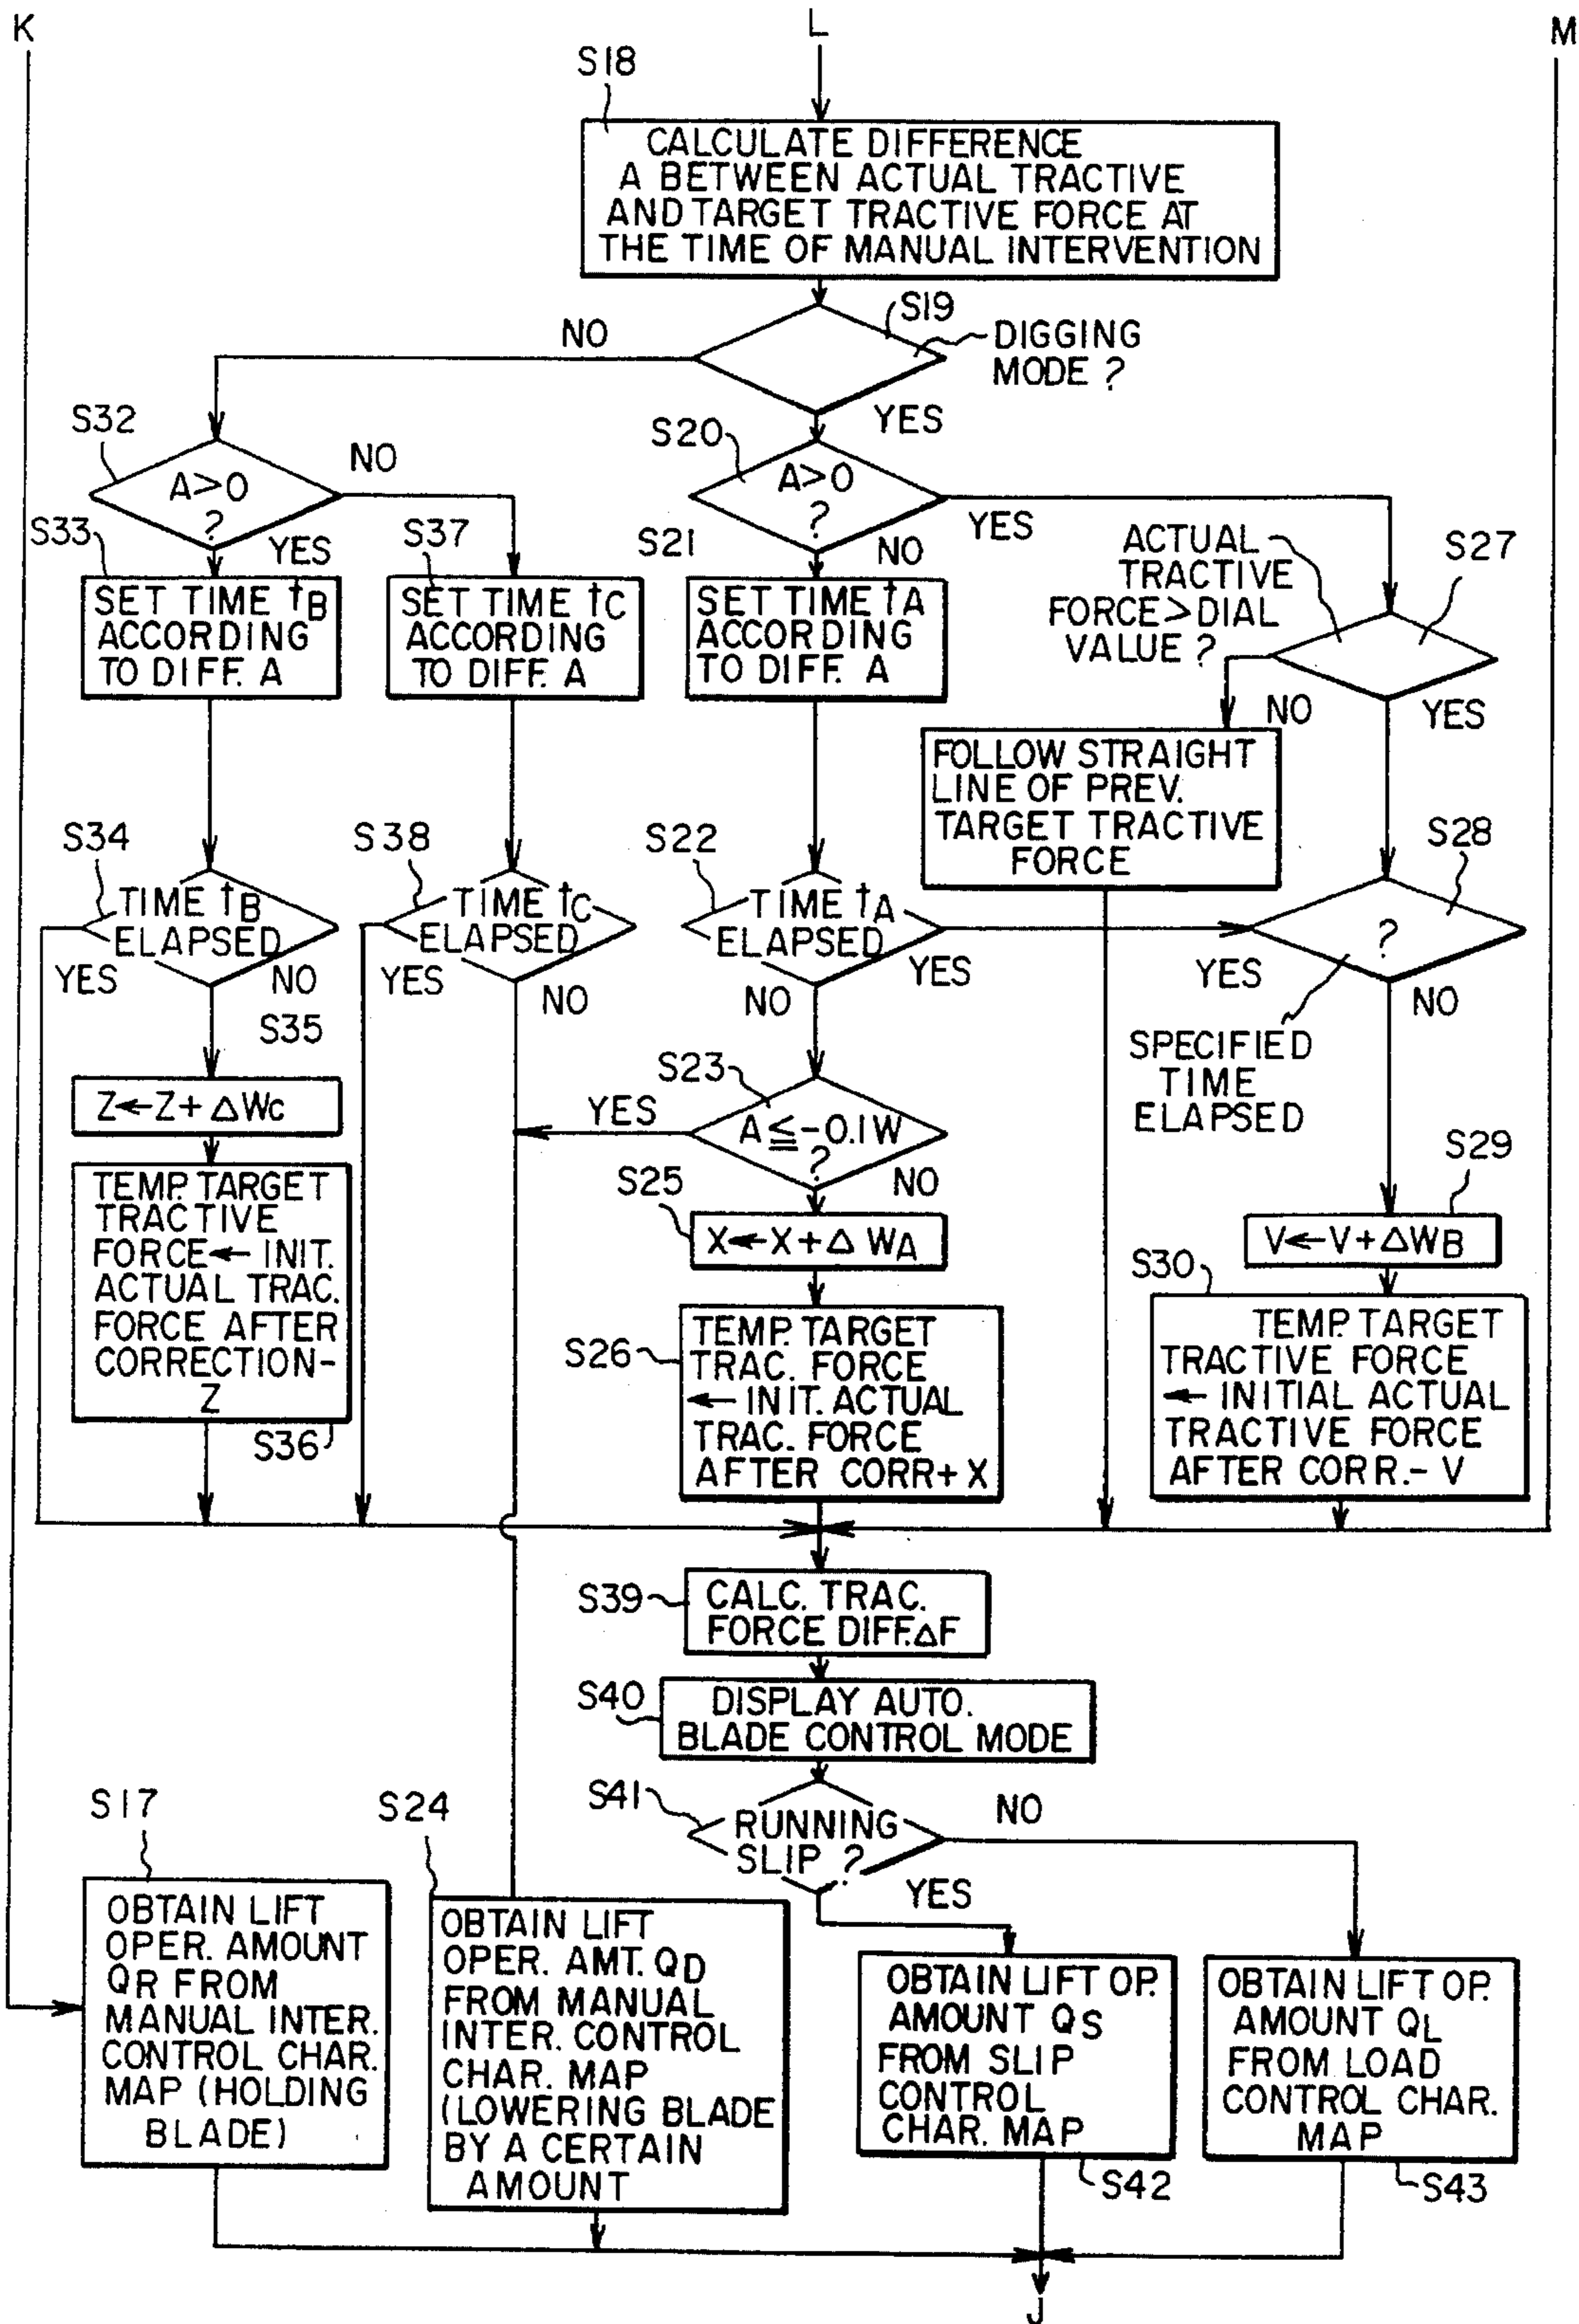 K
L
M
S18
CALCULATE DIFFERENCE
A BETWEEN ACTUAL TRACTIVE
AND TARGET TRACTIVE FORCE AT
THE TIME OF MANUAL INTERVENTION
S19
DIGGING
MODE ?
NO
YES
S32
A>0
?
NO
YES
S20
A>0
?
YES
NO
ACTUAL
TRACTIVE
FORCE>DIAL
VALUE ?
S27
NO
YES
S33
SET TIME tB
ACCORDING
TO DIFF. A
S37
SET TIME tC
ACCORDING
TO DIFF. A
S21
SET TIME tA
ACCORDING
TO DIFF. A
FOLLOW STRAIGHT
LINE OF PREV.
TARGET TRACTIVE
FORCE
S34
TIME tB
ELAPSED
YES
NO
S38
TIME tC
ELAPSED
YES
NO
S22
TIME tA
ELAPSED
YES
NO
S28
?
YES
NO
SPECIFIED
TIME
ELAPSED
S35
Z←Z+ ΔWc
S23
A≦-0.1W
?
YES
NO
S25
X←X+Δ WA
S29
V←V+ΔWB
TEMP. TARGET
TRACTIVE
FORCE← INIT.
ACTUAL TRAC.
FORCE AFTER
CORRECTION-
Z
S36
S26
TEMP. TARGET
TRAC. FORCE
← INIT. ACTUAL
TRAC. FORCE
AFTER CORR+ X
S30
TEMP. TARGET
TRACTIVE FORCE
← INITIAL ACTUAL
TRACTIVE FORCE
AFTER CORR.- V
S39
CALC. TRAC.
FORCE DIFF.ΔF
S40
DISPLAY AUTO.
BLADE CONTROL MODE
S41
RUNNING
SLIP ?
NO
YES
S17
OBTAIN LIFT
OPER. AMOUNT
QR FROM
MANUAL INTER.
CONTROL CHAR.
MAP (HOLDING
BLADE)
S24
OBTAIN LIFT
OPER. AMT. QD
FROM MANUAL
INTER. CONTROL
CHAR. MAP
(LOWERING BLADE
BY A CERTAIN
AMOUNT
OBTAIN LIFT OP.
AMOUNT QS
FROM SLIP
CONTROL
CHAR. MAP
S42
OBTAIN LIFT OP.
AMOUNT QL
FROM LOAD
CONTROL CHAR.
MAP
S43
J